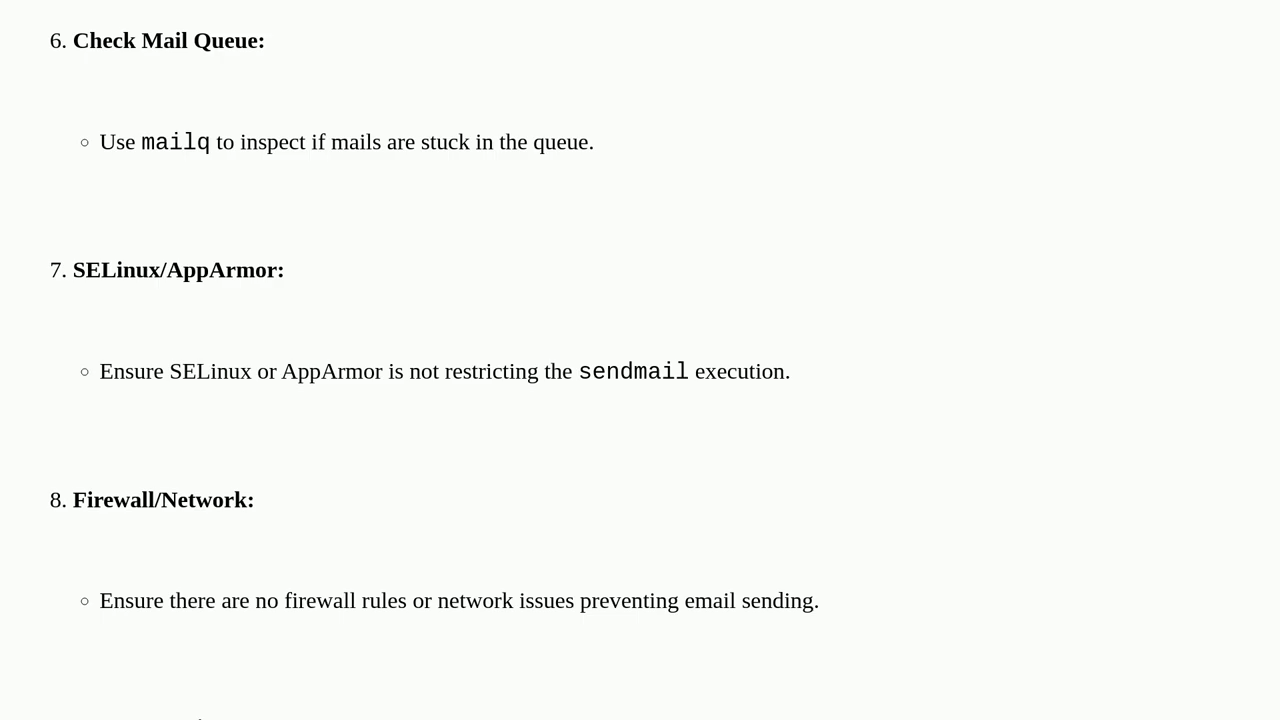 6. Check Mail Queue:
○ Use mailq to inspect if mails are stuck in the queue.
7. SELinux/AppArmor:
○ Ensure SELinux or AppArmor is not restricting the sendmail execution.
8. Firewall/Network:
○ Ensure there are no firewall rules or network issues preventing email sending.